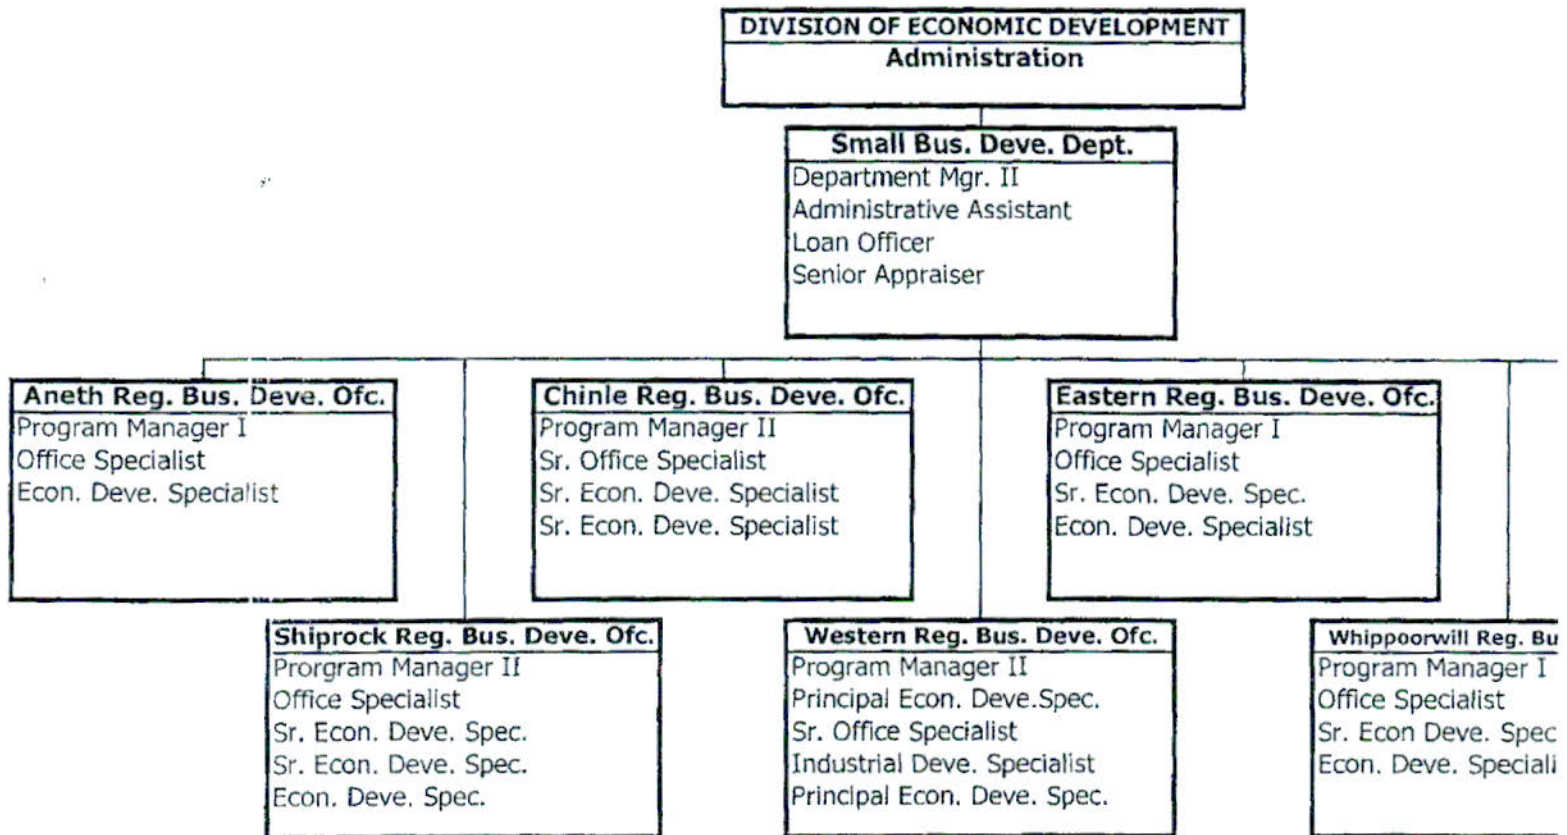 DIVISION OF ECONOMIC DEVELOPMENT
Administration
Small Bus. Deve. Dept.
Department Mgr. II
Administrative Assistant
Loan Officer
Senior Appraiser
Aneth Reg. Bus. Deve. Ofc.
Program Manager I
Office Specialist
Econ. Deve. Specialist
Chinle Reg. Bus. Deve. Ofc.
Program Manager II
Sr. Office Specialist
Sr. Econ. Deve. Specialist
Sr. Econ. Deve. Specialist
Eastern Reg. Bus. Deve. Ofc.
Program Manager I
Office Specialist
Sr. Econ. Deve. Spec.
Econ. Deve. Specialist
Shiprock Reg. Bus. Deve. Ofc.
Prorgram Manager II
Office Specialist
Sr. Econ. Deve. Spec.
Sr. Econ. Deve. Spec.
Econ. Deve. Spec.
Western Reg. Bus. Deve. Ofc.
Program Manager II
Principal Econ. Deve.Spec.
Sr. Office Specialist
Industrial Deve. Specialist
Principal Econ. Deve. Spec.
Whippoorwill Reg. Bu
Program Manager I
Office Specialist
Sr. Econ Deve. Spec
Econ. Deve. Speciali